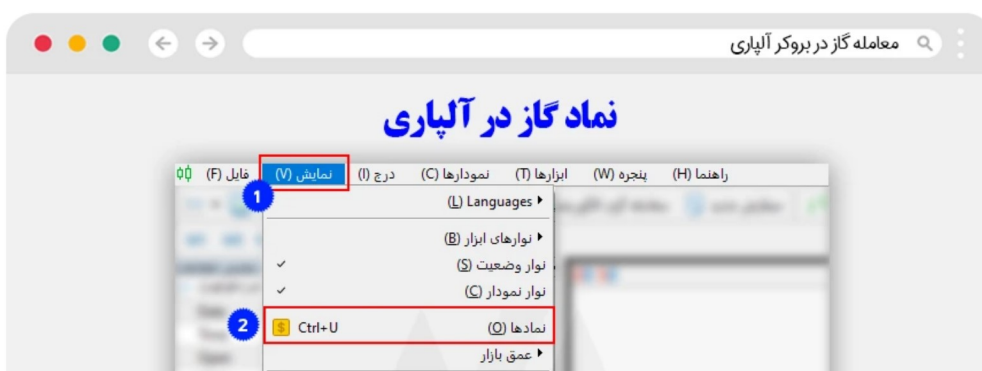 معامله گاز در بروکر آلپاری
نماد گاز در آلپاری
فایل (F) نمایش (V) درج (I) نمودارها (C) ابزارها (T) پنجره (W) راهنما (H)
1
(L) Languages
نوارهای ابزار (B)
نوار وضعیت (S)
نوار نمودار (C)
2
نمادها (O) Ctrl+U
عمق بازار